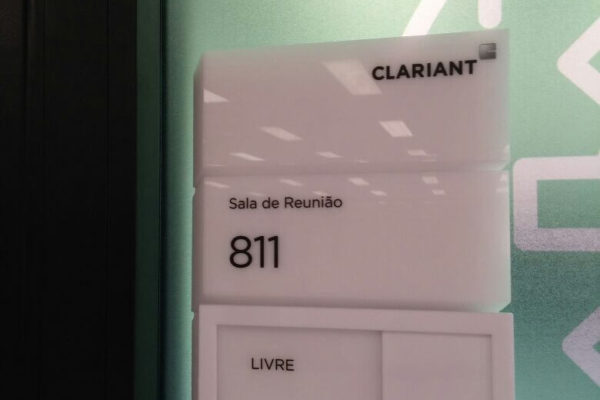 CLARIANT
Sala de Reunião
811
LIVRE